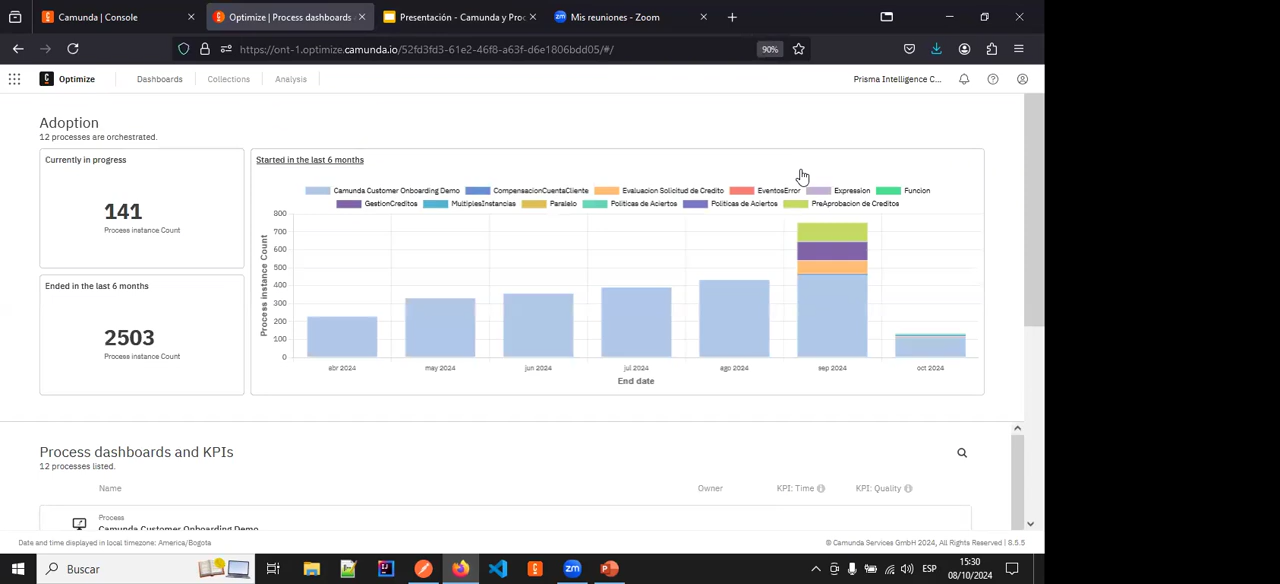 Camunda | Console
Optimize | Process dashboards
Presentación - Camunda y Proc
Mis reuniones - Zoom
https://ont-1.optimize.camunda.io/52fd3fd3-61e2-46f8-a63f-d6e1806bdd05/#/
90%
Optimize
Dashboards
Collections
Analysis
Prisma Intelligence C...
Adoption
12 processes are orchestrated.
Currently in progress
141
Process instance Count
Ended in the last 6 months
2503
Process instance Count
Started in the last 6 months
Camunda Customer Onboarding Demo CompensacionCuentaCliente Evaluacion Solicitud de Credito EventosError Expression Funcion
GestionCreditos MultiplesInstancias Paralelo Politicas de Aciertos Politicas de Aciertos PreAprobacion de Creditos
Process instance Count
800
700
600
500
400
300
200
100
0
abr 2024 may 2024 jun 2024 jul 2024 ago 2024 sep 2024 oct 2024
End date
Process dashboards and KPIs
12 processes listed.
Name Owner KPI: Time KPI: Quality
Process
Camunda Customer Onboarding Demo
Date and time displayed in local timezone: America/Bogota
© Camunda Services GmbH 2024, All Rights Reserved | 8.5.5
Buscar
ESP
15:30
08/10/2024